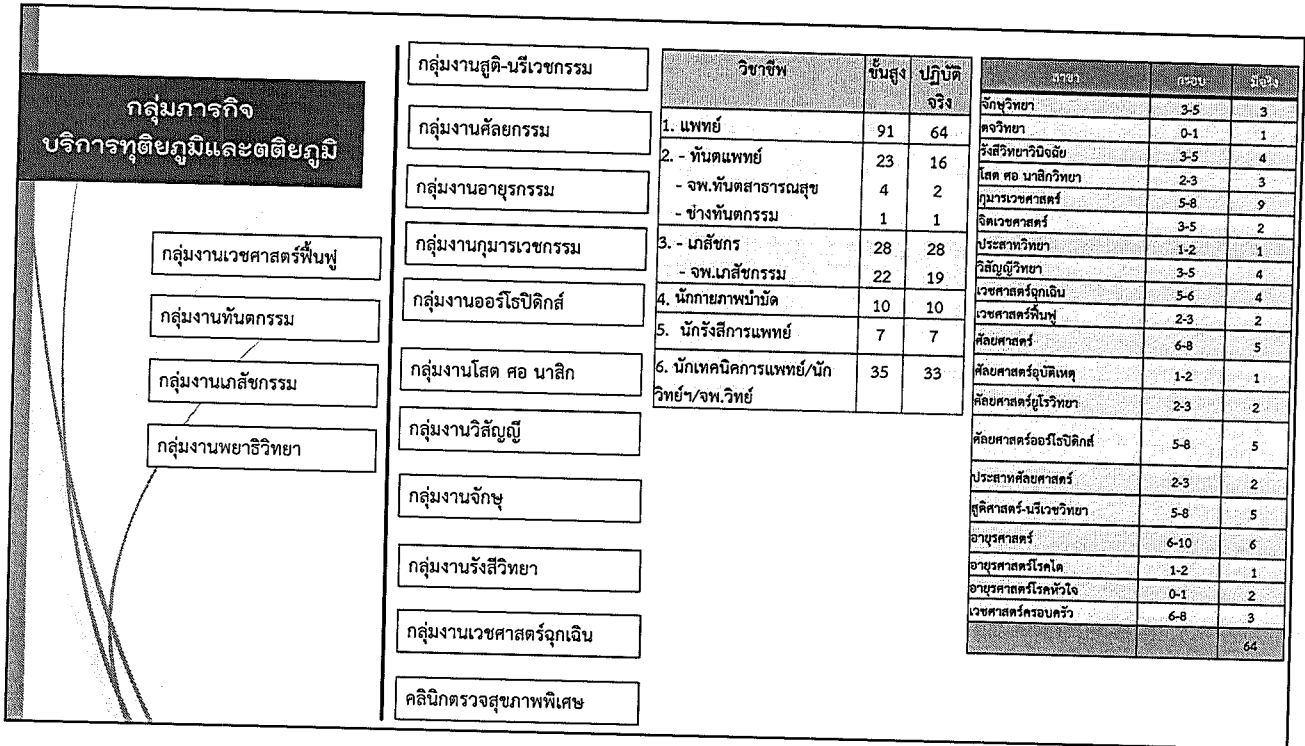 กลุ่มภารกิจ
บริการทุติยภูมิและตติยภูมิ
กลุ่มงานเวชศาสตร์ฟื้นฟู
กลุ่มงานทันตกรรม
กลุ่มงานเภสัชกรรม
กลุ่มงานพยาธิวิทยา
กลุ่มงานสูติ-นรีเวชกรรม
กลุ่มงานศัลยกรรม
กลุ่มงานอายุรกรรม
กลุ่มงานกุมารเวชกรรม
กลุ่มงานออร์โธปิดิกส์
กลุ่มงานโสต ศอ นาสิก
กลุ่มงานวิสัญญี
กลุ่มงานจักษุ
กลุ่มงานรังสีวิทยา
กลุ่มงานเวชศาสตร์ฉุกเฉิน
คลินิกตรวจสุขภาพพิเศษ
วิชาชีพ ขั้นสูง ปฏิบัติ
จริง
1. แพทย์ 91 64
2. - ทันตแพทย์ 23 16
- จพ.ทันตสาธารณสุข 4 2
- ช่างทันตกรรม 1 1
3. - เภสัชกร 28 28
- จพ.เภสัชกรรม 22 19
4. นักกายภาพบำบัด 10 10
5. นักรังสีการแพทย์ 7 7
6. นักเทคนิคการแพทย์/นัก 35 33
วิทย์ฯ/จพ.วิทย์
สาขา กรอบ มีจริง
จักษุวิทยา 3-5 3
ตจวิทยา 0-1 1
รังสีวิทยาวินิจฉัย 3-5 4
โสต ศอ นาสิกวิทยา 2-3 3
กุมารเวชศาสตร์ 5-8 9
จิตเวชศาสตร์ 3-5 2
ประสาทวิทยา 1-2 1
วิสัญญีวิทยา 3-5 4
เวชศาสตร์ฉุกเฉิน 5-6 4
เวชศาสตร์ฟื้นฟู 2-3 2
ศัลยศาสตร์ 6-8 5
ศัลยศาสตร์อุบัติเหตุ 1-2 1
ศัลยศาสตร์ยูโรวิทยา 2-3 2
ศัลยศาสตร์ออร์โธปิดิกส์ 5-8 5
ประสาทศัลยศาสตร์ 2-3 2
สูติศาสตร์-นรีเวชวิทยา 5-8 5
อายุรศาสตร์ 6-10 6
อายุรศาสตร์โรคไต 1-2 1
อายุรศาสตร์โรคหัวใจ 0-1 2
เวชศาสตร์ครอบครัว 6-8 3
64